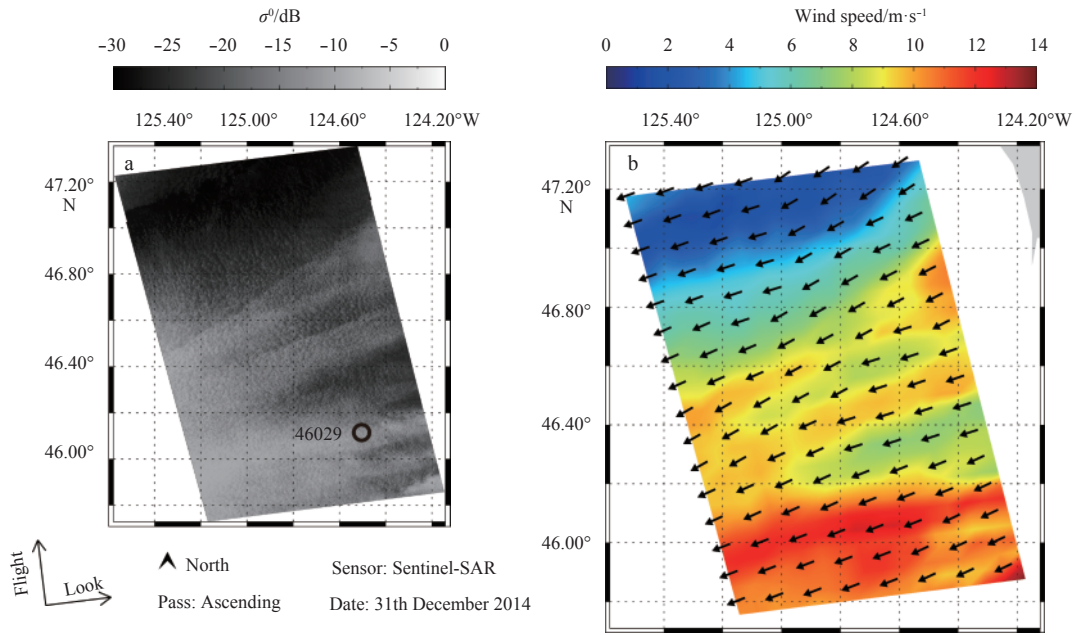 σ⁰/dB
−30 −25 −20 −15 −10 −5 0
125.40° 125.00° 124.60° 124.20°W
a
47.20°
N
46.80°
46.40°
46.00°
46029
Flight
Look
North
Pass: Ascending
Sensor: Sentinel-SAR
Date: 31th December 2014
Wind speed/m·s⁻¹
0 2 4 6 8 10 12 14
125.40° 125.00° 124.60° 124.20°W
b
47.20°
N
46.80°
46.40°
46.00°